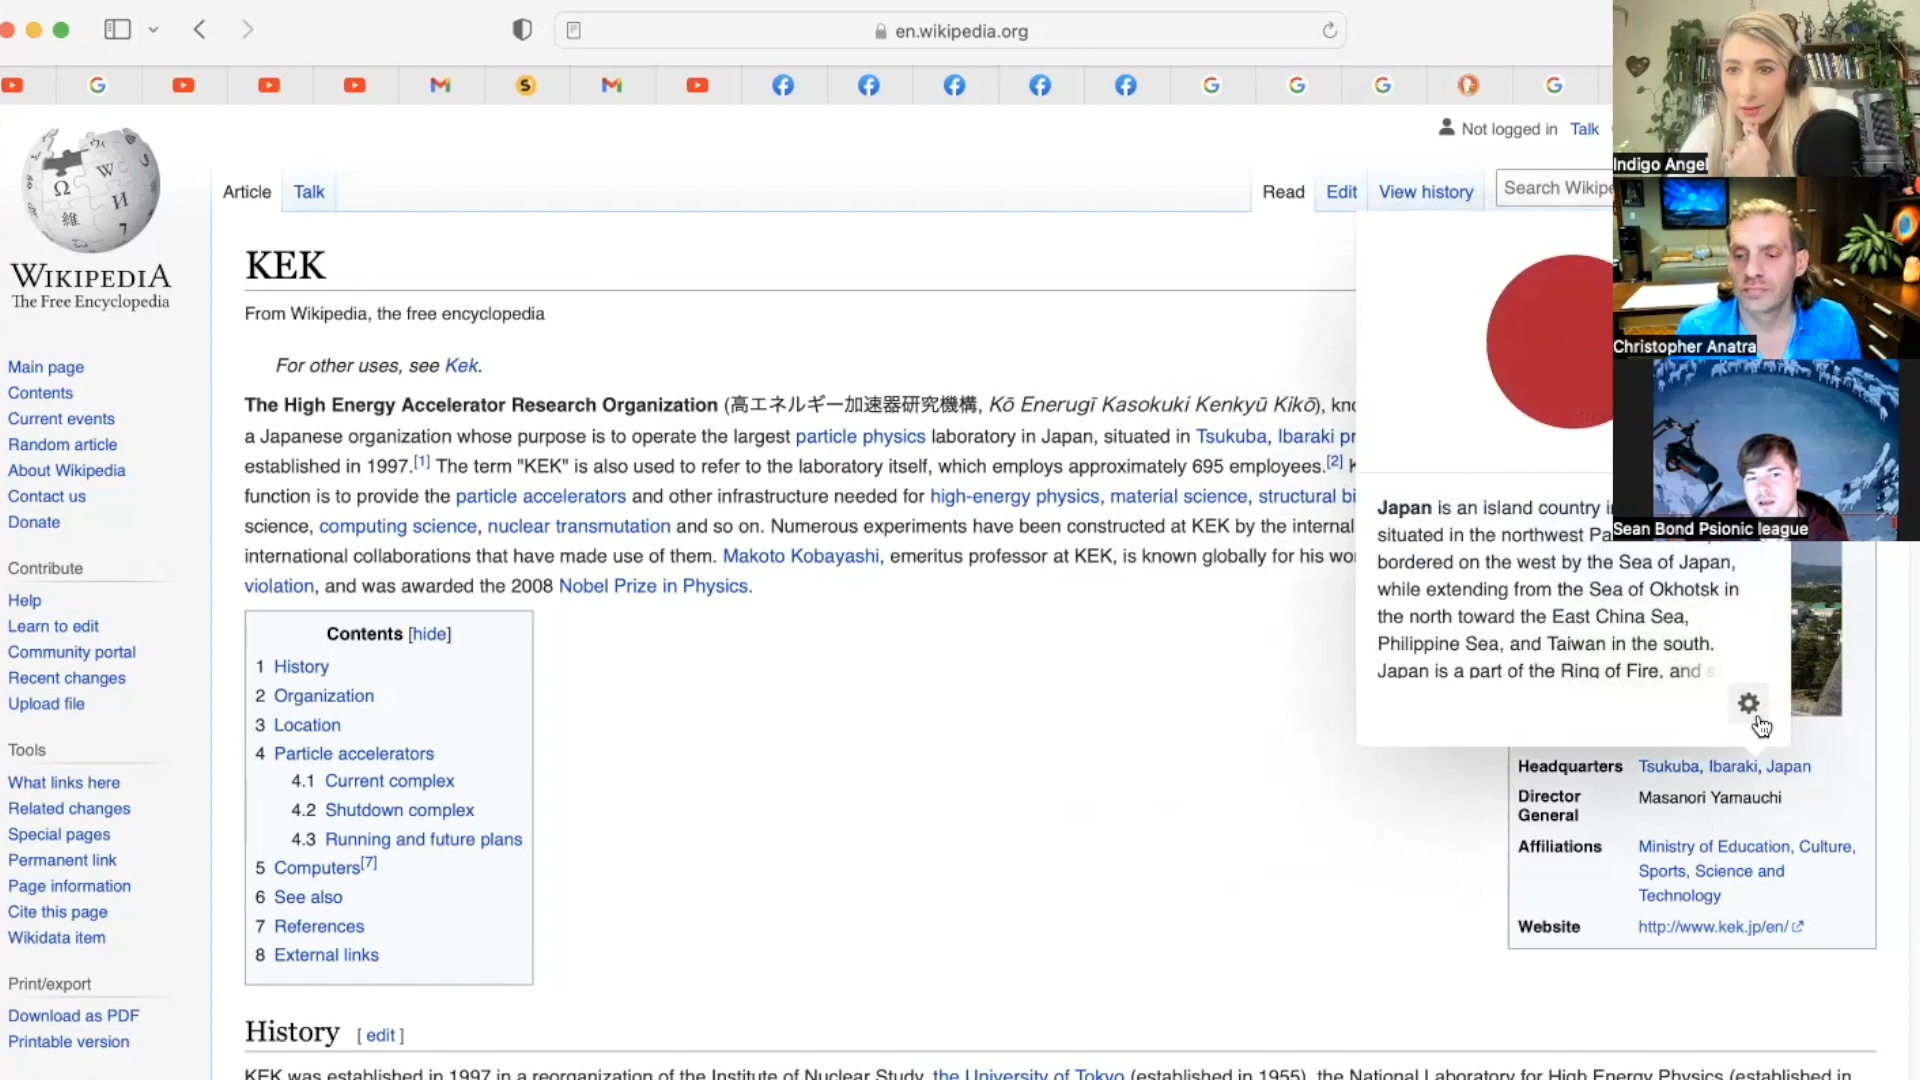 en.wikipedia.org
Not logged in Talk
Indigo Angel
Article Talk Read Edit View history Search Wikipe
WIKIPEDIA
The Free Encyclopedia
KEK
From Wikipedia, the free encyclopedia
Christopher Anatra
For other uses, see Kek.
The High Energy Accelerator Research Organization (高エネルギー加速器研究機構, Kō Enerugī Kasokuki Kenkyū Kikō), kno
a Japanese organization whose purpose is to operate the largest particle physics laboratory in Japan, situated in Tsukuba, Ibaraki pr
established in 1997.[1] The term "KEK" is also used to refer to the laboratory itself, which employs approximately 695 employees.[2] K
function is to provide the particle accelerators and other infrastructure needed for high-energy physics, material science, structural bi
science, computing science, nuclear transmutation and so on. Numerous experiments have been constructed at KEK by the internal
international collaborations that have made use of them. Makoto Kobayashi, emeritus professor at KEK, is known globally for his wor
violation, and was awarded the 2008 Nobel Prize in Physics.
Sean Bond Psionic league
Japan is an island country i
situated in the northwest Pa
bordered on the west by the Sea of Japan,
while extending from the Sea of Okhotsk in
the north toward the East China Sea,
Philippine Sea, and Taiwan in the south.
Japan is a part of the Ring of Fire, and s
Main page
Contents
Current events
Random article
About Wikipedia
Contact us
Donate
Contribute
Help
Learn to edit
Community portal
Recent changes
Upload file
Tools
What links here
Related changes
Special pages
Permanent link
Page information
Cite this page
Wikidata item
Print/export
Download as PDF
Printable version
Contents [hide]
1 History
2 Organization
3 Location
4 Particle accelerators
4.1 Current complex
4.2 Shutdown complex
4.3 Running and future plans
5 Computers[7]
6 See also
7 References
8 External links
Headquarters Tsukuba, Ibaraki, Japan
Director General Masanori Yamauchi
Affiliations Ministry of Education, Culture,
Sports, Science and
Technology
Website http://www.kek.jp/en/
History [ edit ]
KEK was established in 1997 in a reorganization of the Institute of Nuclear Study, the University of Tokyo (established in 1955), the National Laboratory for High Energy Physics (established in